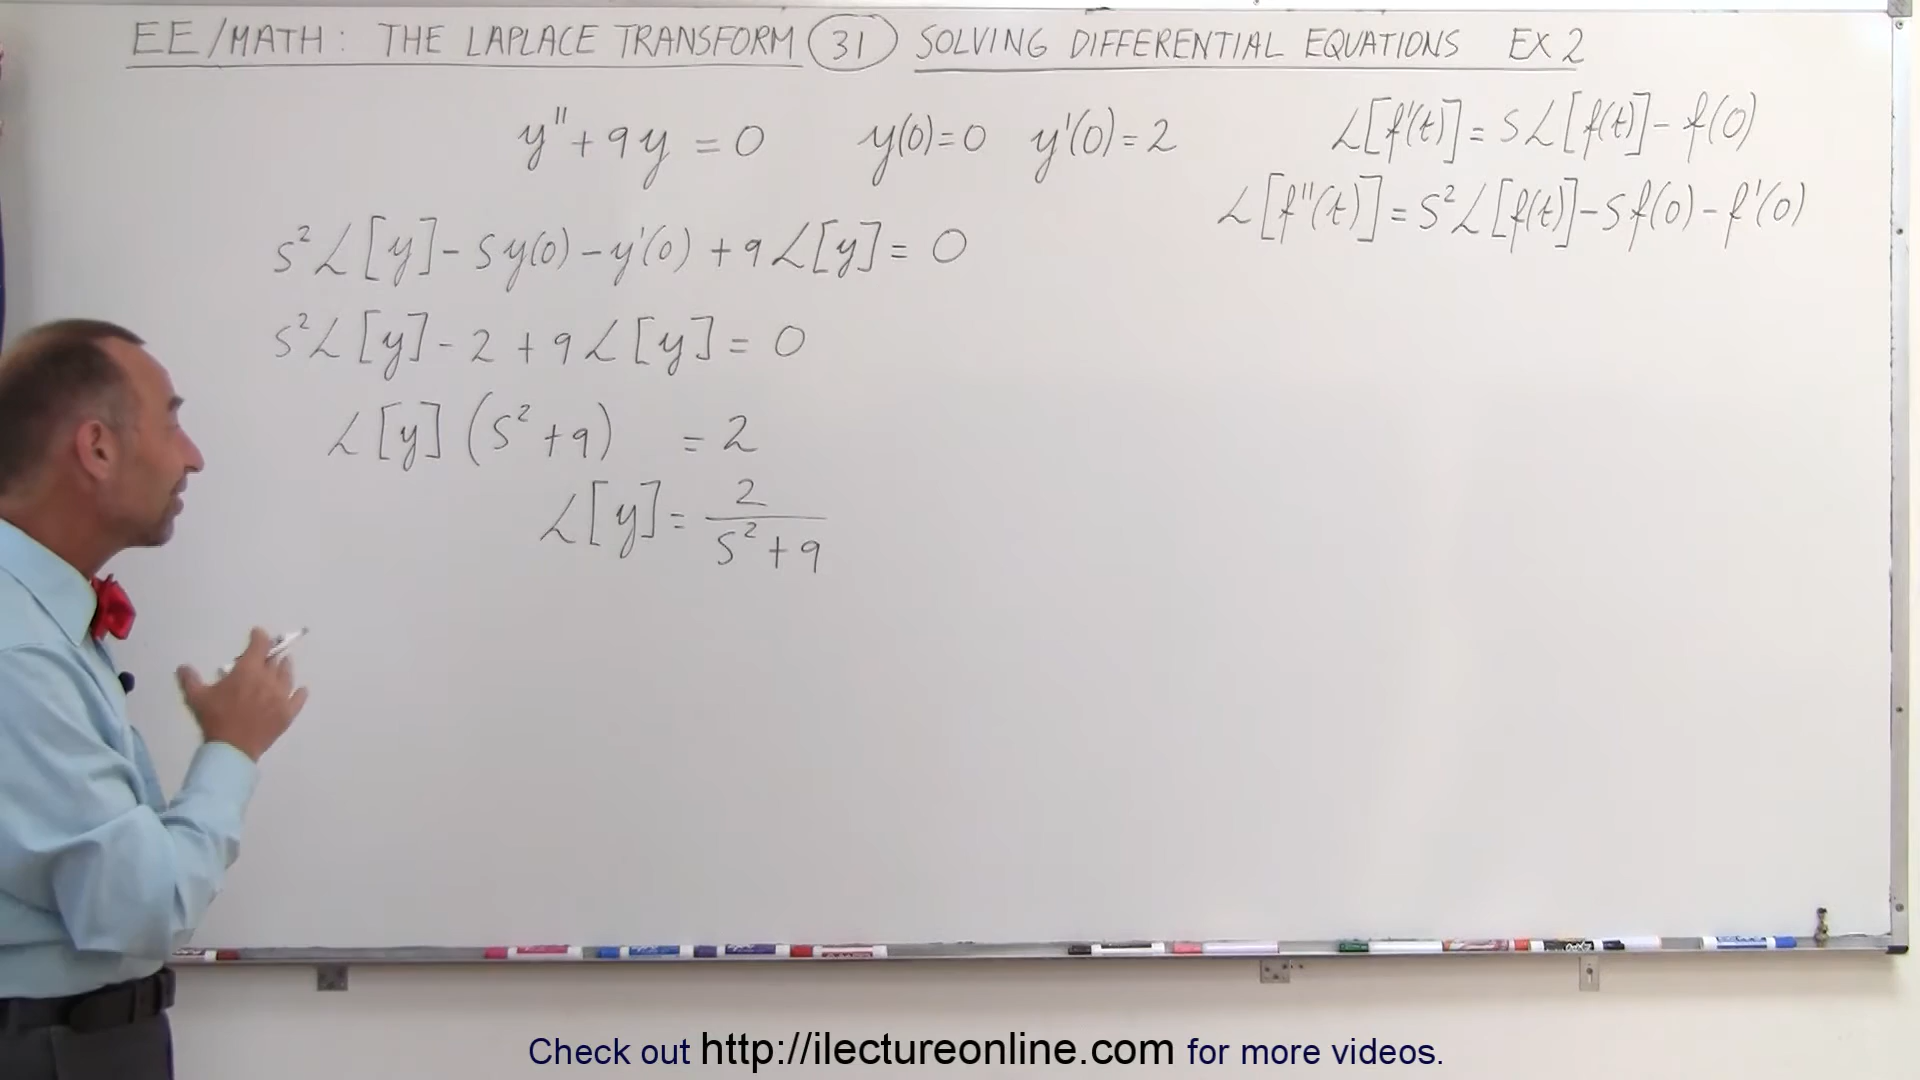 EE/MATH: THE LAPLACE TRANSFORM 31 SOLVING DIFFERENTIAL EQUATIONS EX 2
y'' + 9y = 0 y(0) = 0 y'(0) = 2
ℒ[f'(t)] = Sℒ[f(t)] - f(0)
ℒ[f''(t)] = S²ℒ[f(t)] - Sf(0) - f'(0)
S²ℒ[y] - Sy(0) - y'(0) + 9ℒ[y] = 0
S²ℒ[y] - 2 + 9ℒ[y] = 0
ℒ[y](S² + 9) = 2
ℒ[y] = 2/(S² + 9)
Check out http://ilectureonline.com for more videos.